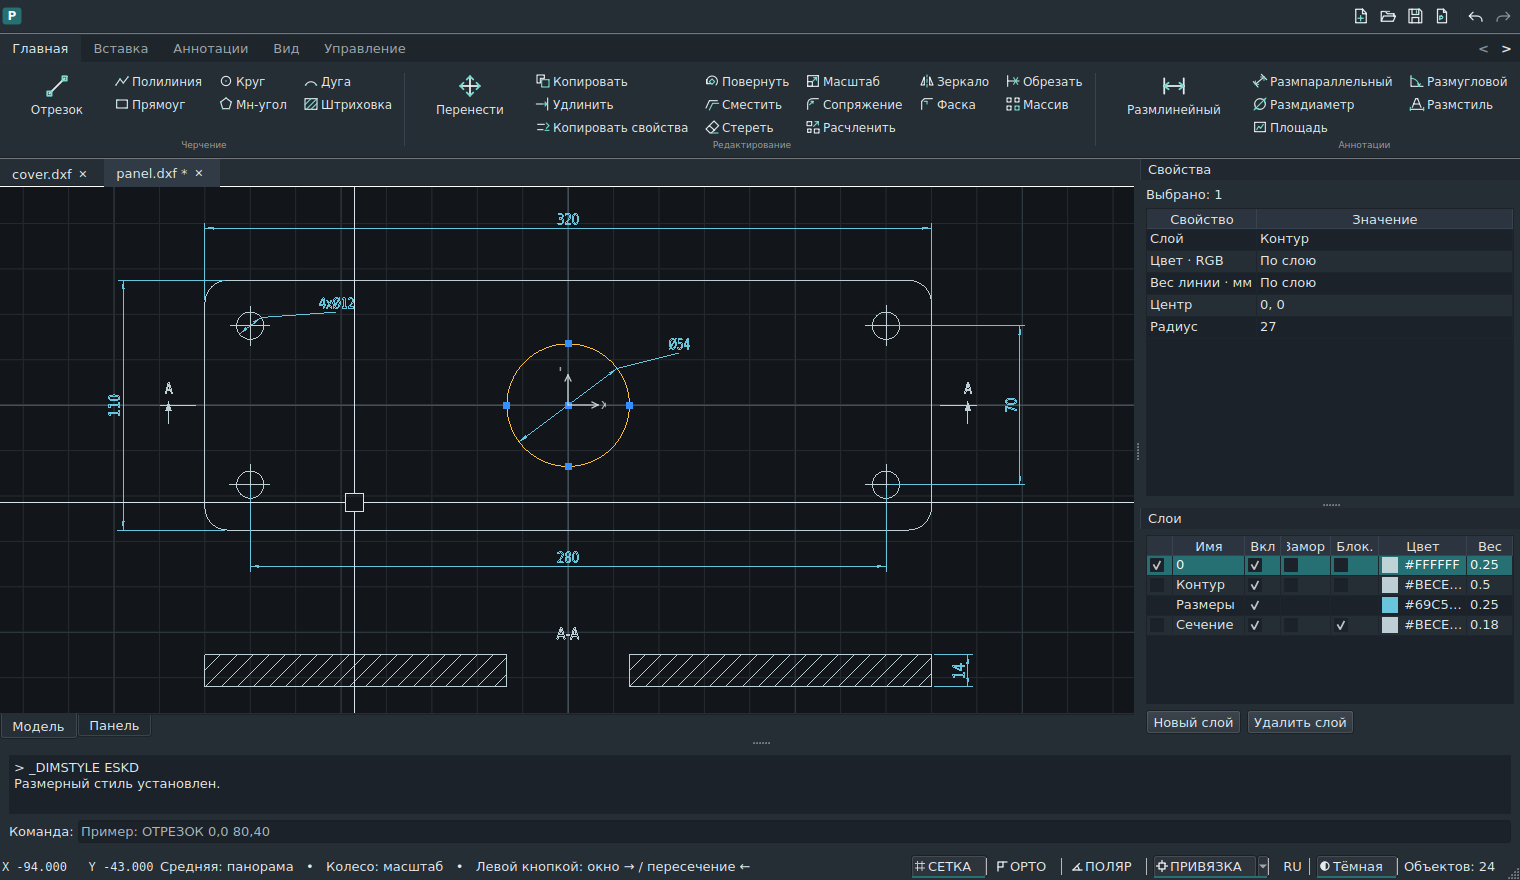 P
Главная Вставка Аннотации Вид Управление < >
Отрезок Полилиния Круг Дуга Перенести Копировать Повернуть Масштаб Зеркало Обрезать Размлинейный Размпараллельный Размугловой
Прямоуг Мн-угол Штриховка Удлинить Сместить Сопряжение Фаска Массив Размдиаметр Размстиль
Копировать свойства Стереть Расчленить Площадь
Черчение Редактирование Аннотации
cover.dxf × panel.dxf * ×
320
4xØ12
Ø54
A A
110
70
X
280
A-A
14
Модель Панель
Свойства
Выбрано: 1
Свойство Значение
Слой Контур
Цвет · RGB По слою
Вес линии · мм По слою
Центр 0, 0
Радиус 27
Слои
Имя Вкл Замор Блок. Цвет Вес
0 #FFFFFF 0.25
Контур #BECE... 0.5
Размеры #69C5... 0.25
Сечение #BECE... 0.18
Новый слой Удалить слой
> _DIMSTYLE ESKD
Размерный стиль установлен.
Команда: Пример: ОТРЕЗОК 0,0 80,40
X -94.000 Y -43.000 Средняя: панорама • Колесо: масштаб • Левой кнопкой: окно → / пересечение ← СЕТКА ОРТО ПОЛЯР ПРИВЯЗКА RU Тёмная Объектов: 24